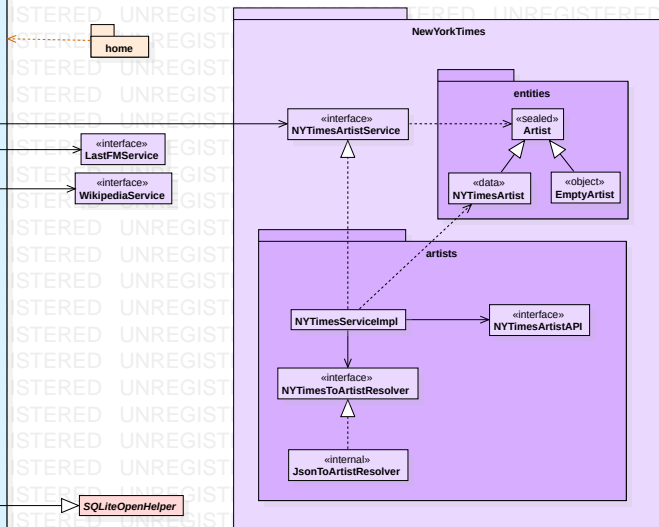 NewYorkTimes
home
entities
«interface»
NYTimesArtistService
«sealed»
Artist
«interface»
LastFMService
«interface»
WikipediaService
«data»
NYTimesArtist
«object»
EmptyArtist
artists
NYTimesServiceImpl
«interface»
NYTimesArtistAPI
«interface»
NYTimesToArtistResolver
«internal»
JsonToArtistResolver
SQLiteOpenHelper
UNREGISTERED